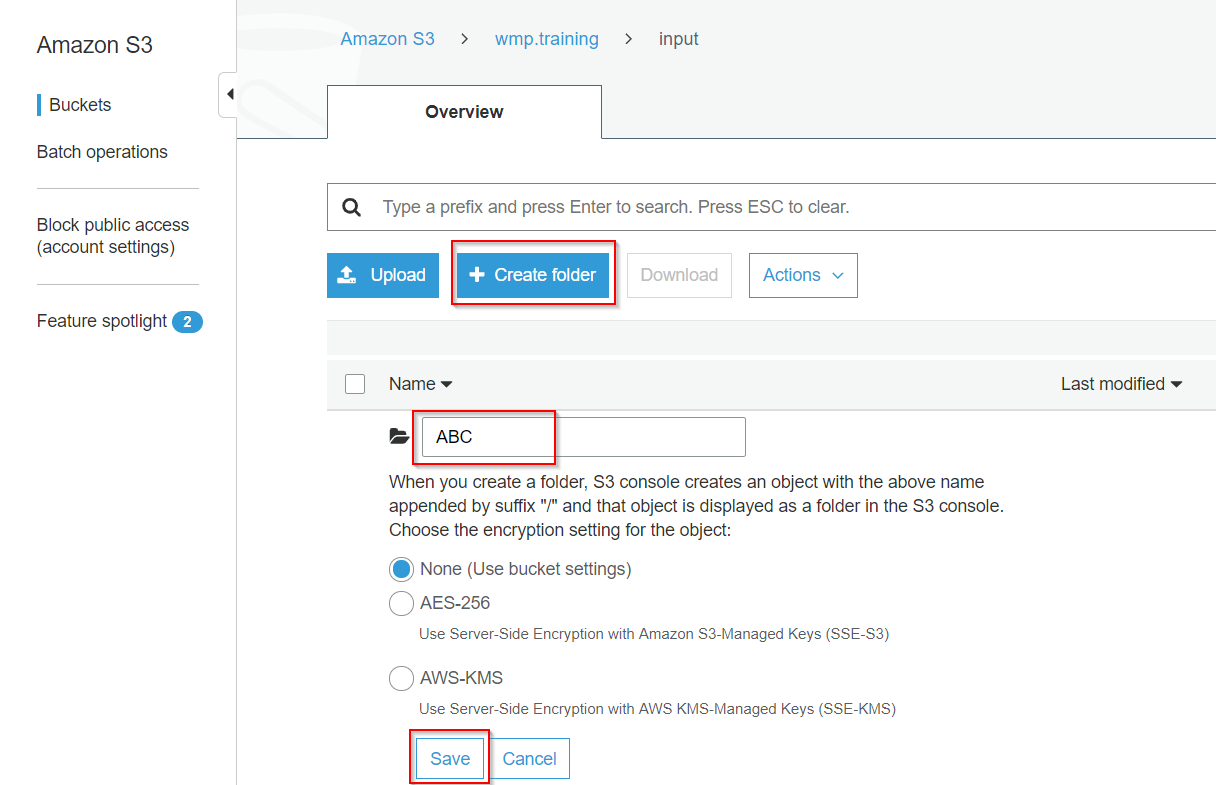 Amazon S3
Buckets
Batch operations
Block public access
(account settings)
Feature spotlight 2
Amazon S3 > wmp.training > input
Overview
Type a prefix and press Enter to search. Press ESC to clear.
Upload + Create folder Download Actions
Name Last modified
ABC
When you create a folder, S3 console creates an object with the above name
appended by suffix "/" and that object is displayed as a folder in the S3 console.
Choose the encryption setting for the object:
None (Use bucket settings)
AES-256
Use Server-Side Encryption with Amazon S3-Managed Keys (SSE-S3)
AWS-KMS
Use Server-Side Encryption with AWS KMS-Managed Keys (SSE-KMS)
Save Cancel